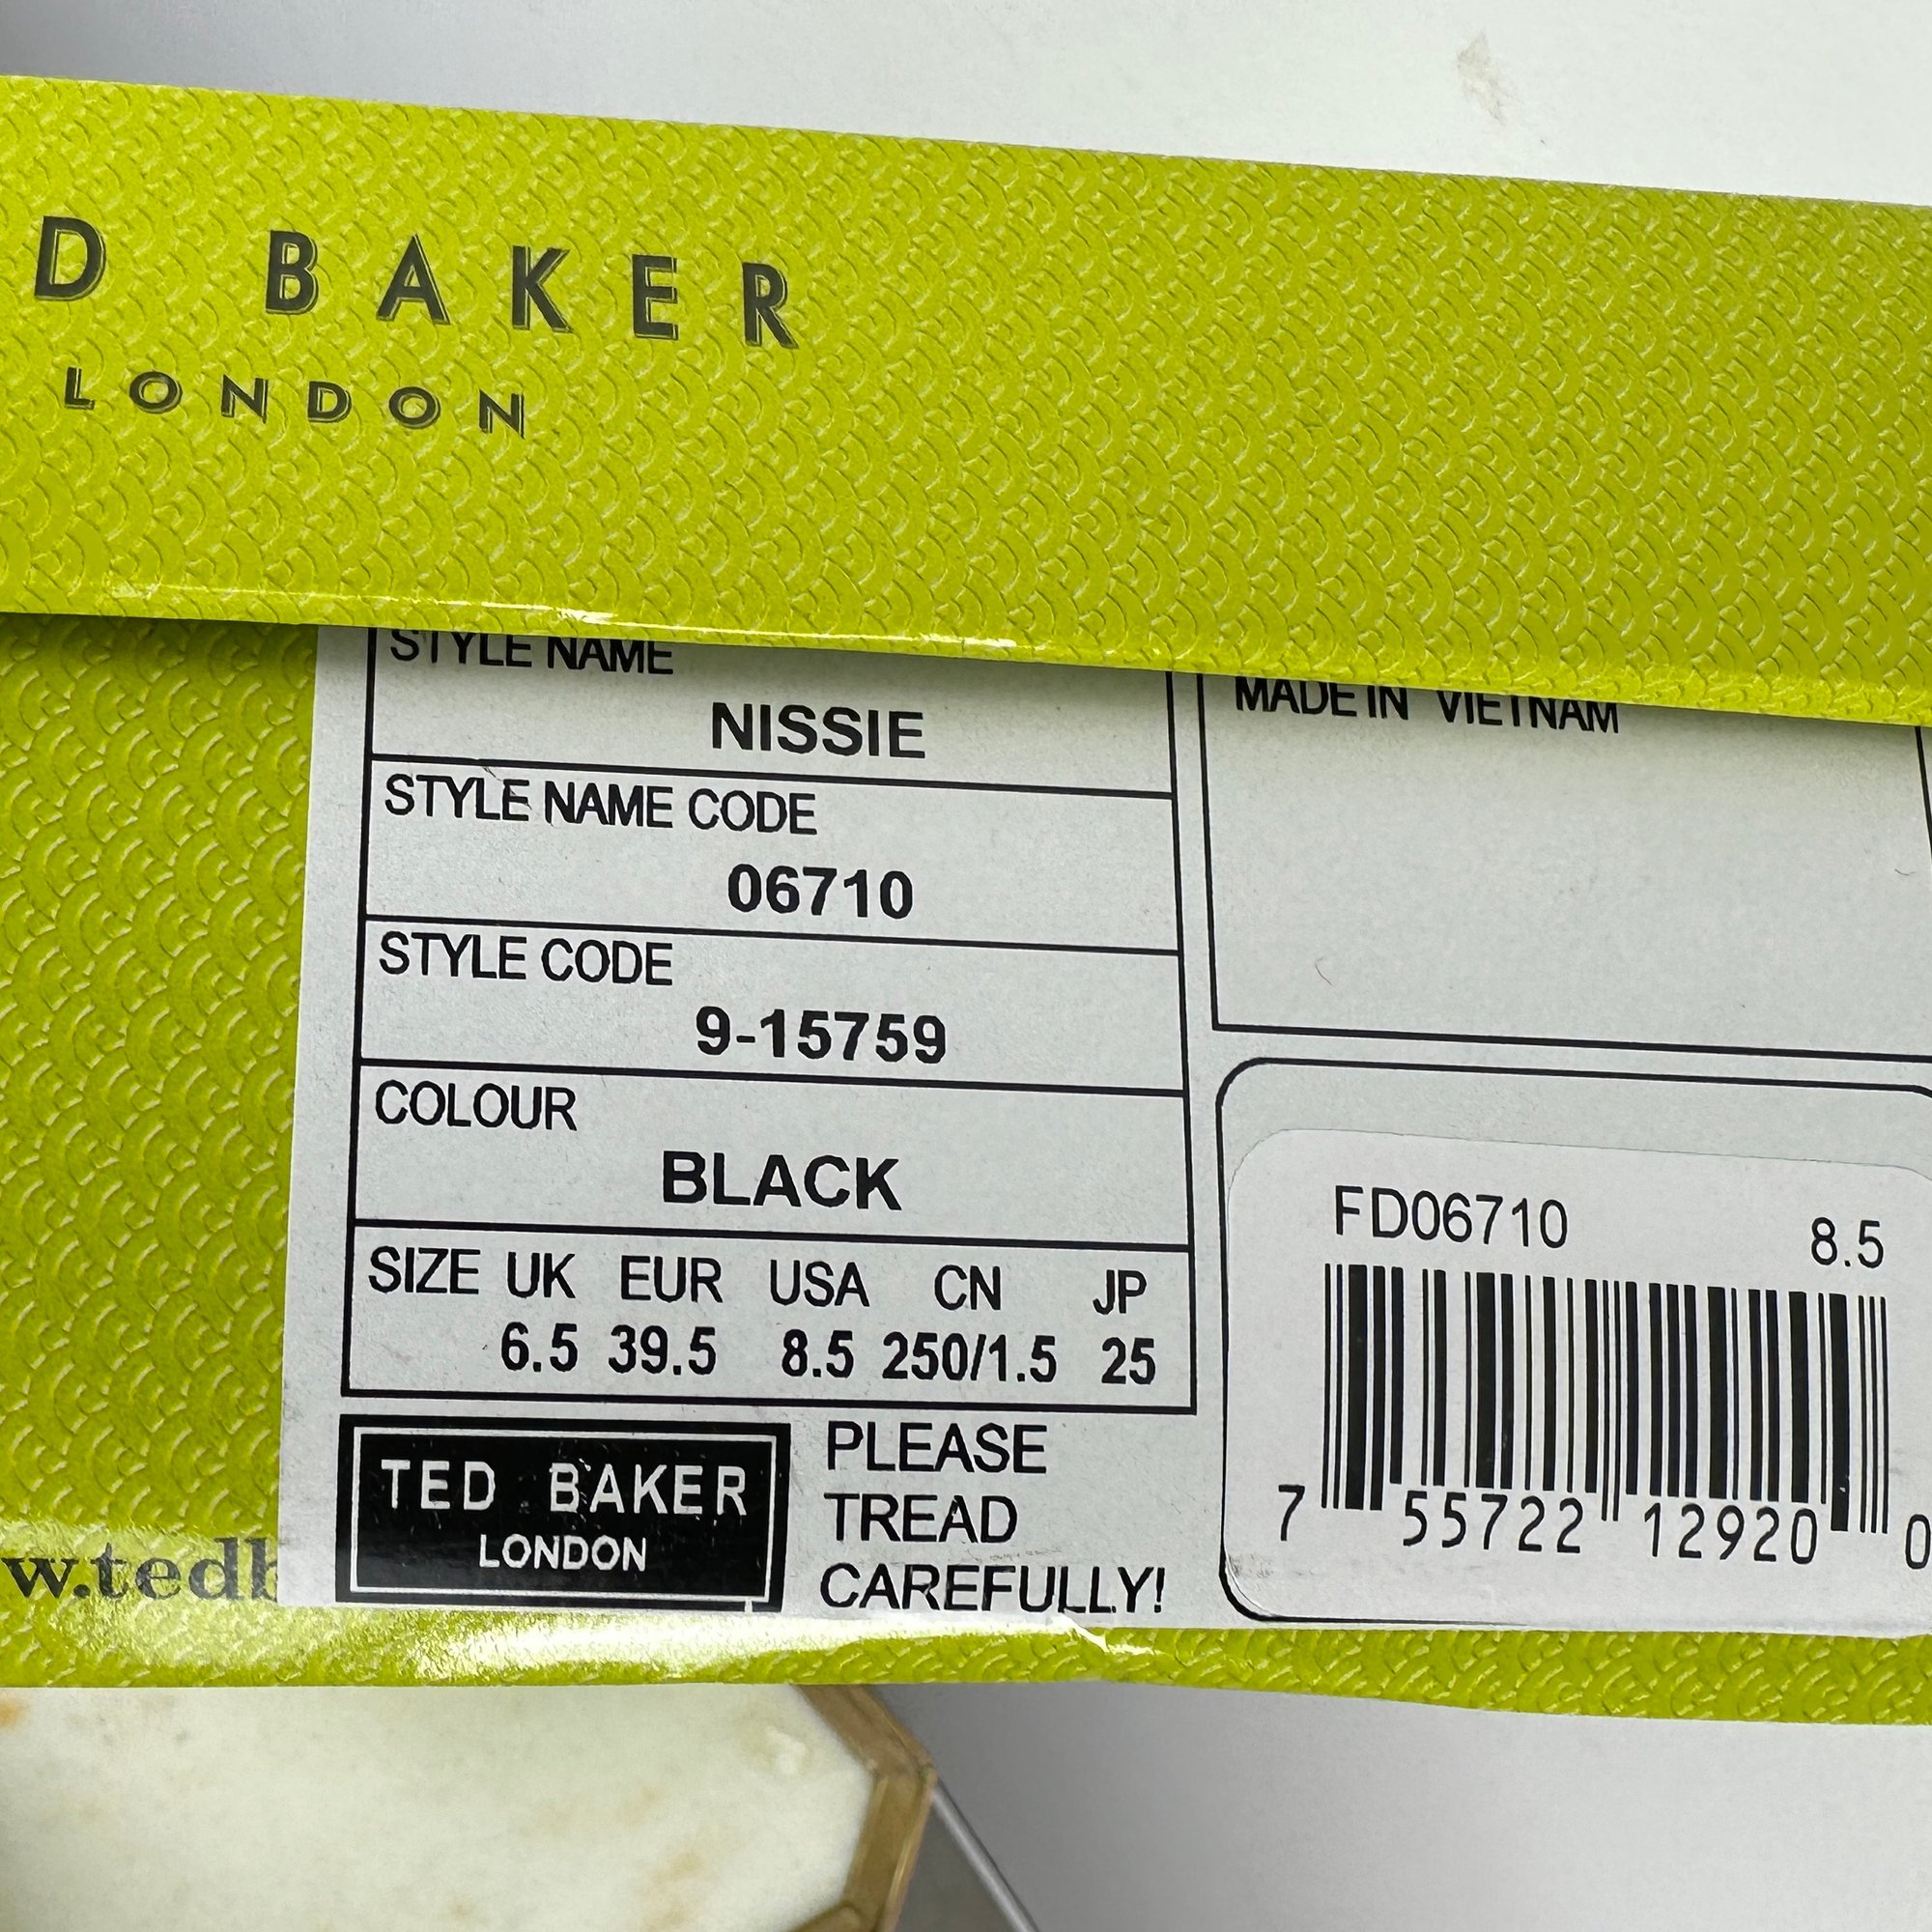 D BAKER
LONDON
STYLE NAME
NISSIE
STYLE NAME CODE
06710
STYLE CODE
9-15759
COLOUR
BLACK
SIZE UK EUR USA CN JP
6.5 39.5 8.5 250/1.5 25
TED BAKER
LONDON
PLEASE
TREAD
CAREFULLY!
MADE IN VIETNAM
FD06710 8.5
7 55722 12920 0
w.tedb